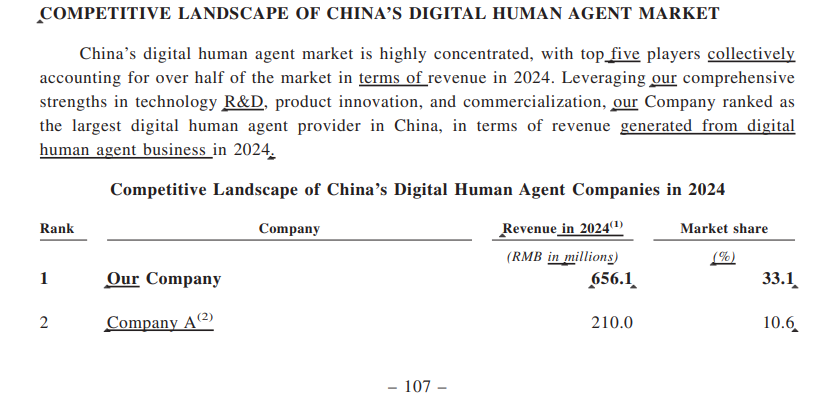 COMPETITIVE LANDSCAPE OF CHINA’S DIGITAL HUMAN AGENT MARKET
China’s digital human agent market is highly concentrated, with top five players collectively
accounting for over half of the market in terms of revenue in 2024. Leveraging our comprehensive
strengths in technology R&D, product innovation, and commercialization, our Company ranked as
the largest digital human agent provider in China, in terms of revenue generated from digital
human agent business in 2024.
Competitive Landscape of China’s Digital Human Agent Companies in 2024
Rank Company Revenue in 2024(1) Market share
(RMB in millions) (%)
1 Our Company 656.1 33.1
2 Company A(2) 210.0 10.6
– 107 –